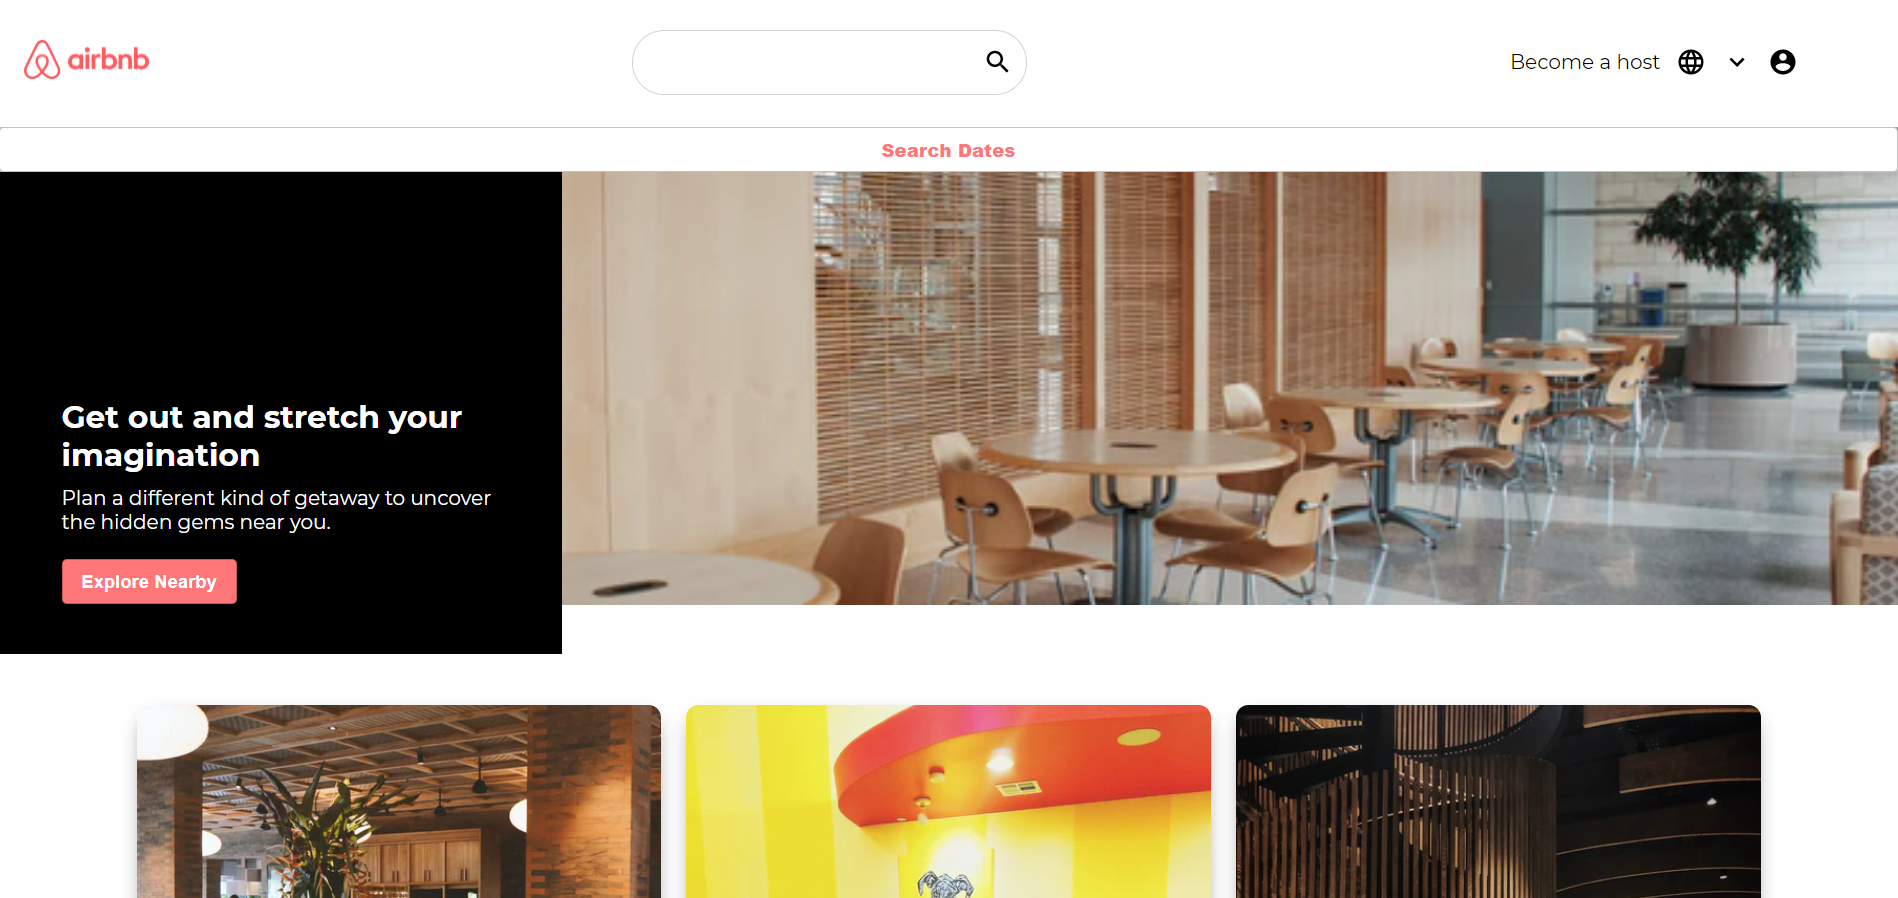 airbnb
Become a host
Search Dates
Get out and stretch your
imagination
Plan a different kind of getaway to uncover
the hidden gems near you.
Explore Nearby